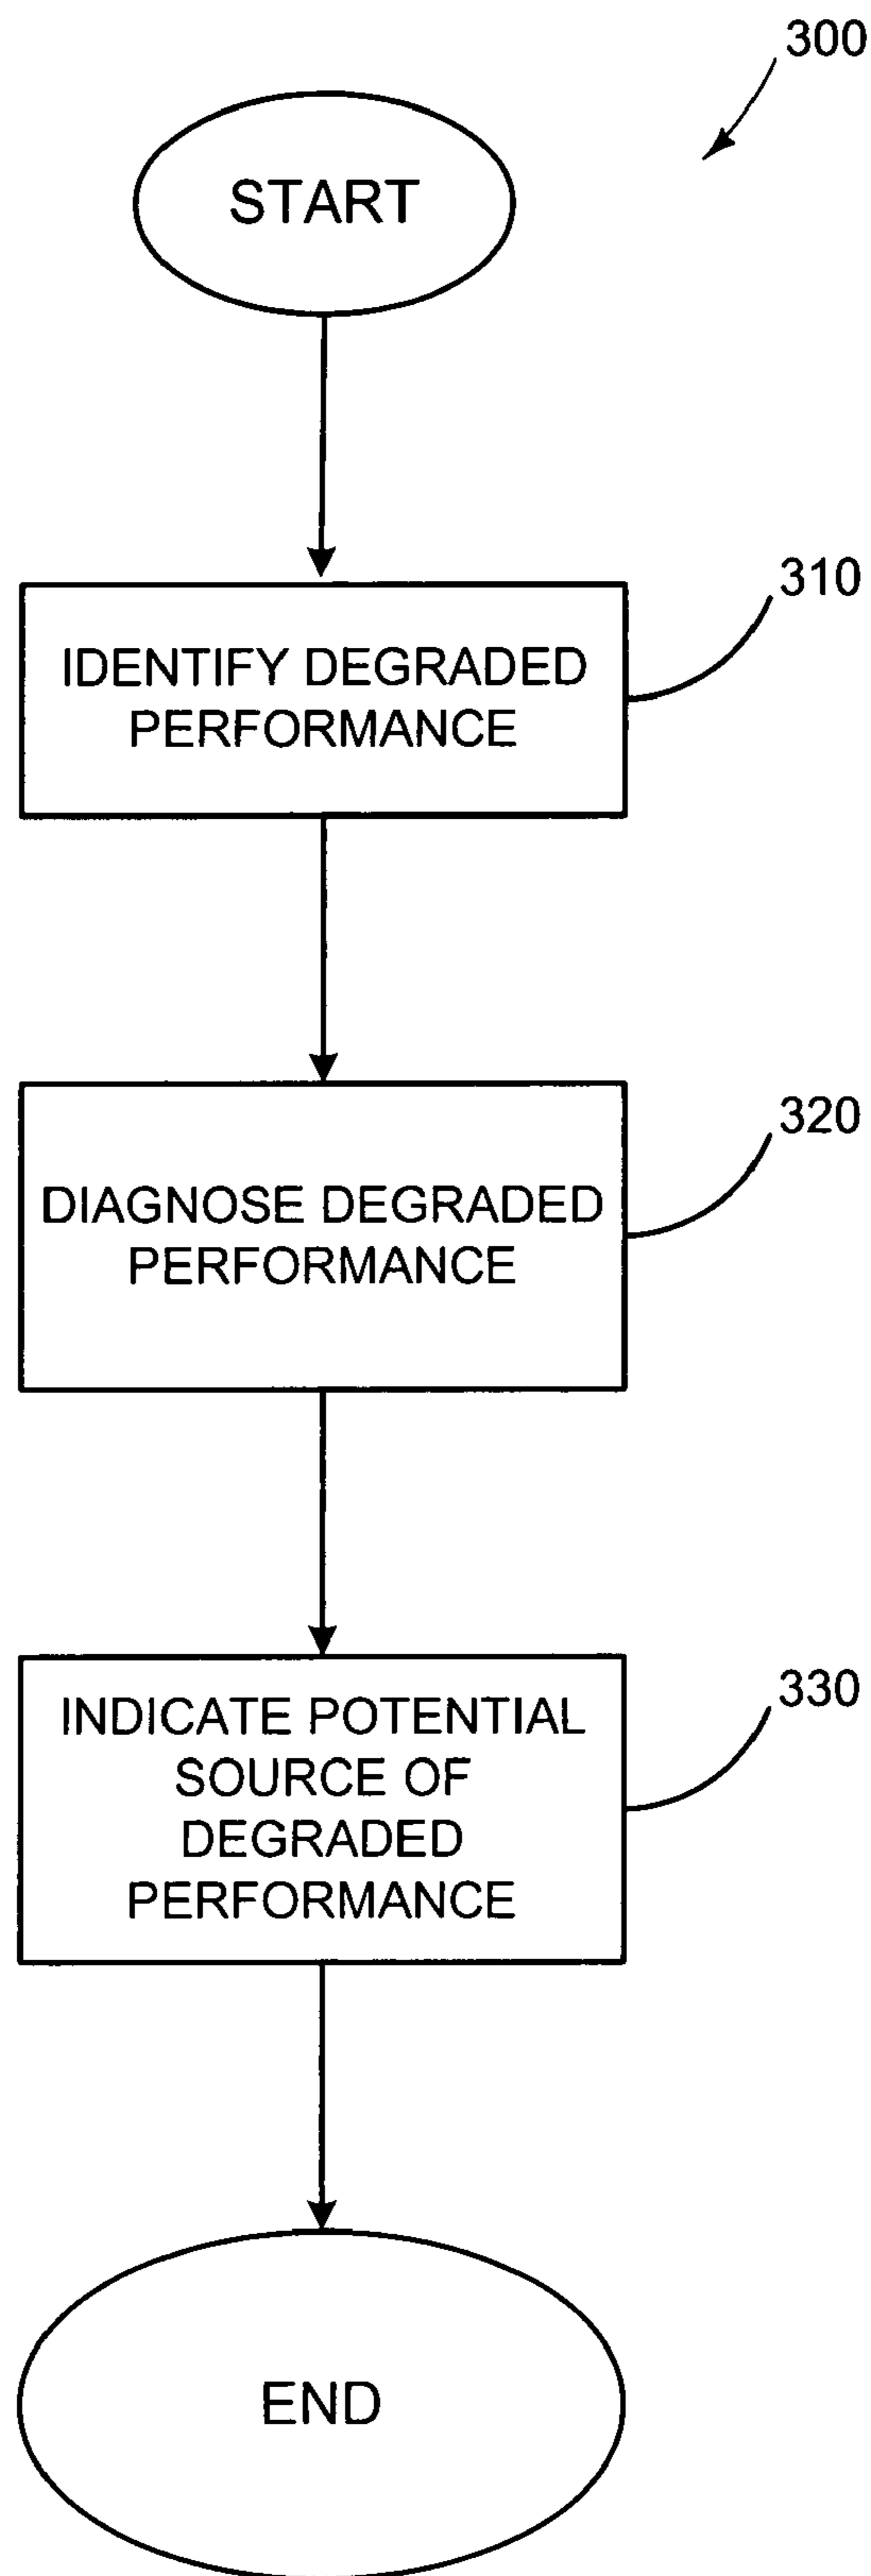 300
START
310
IDENTIFY DEGRADED
PERFORMANCE
320
DIAGNOSE DEGRADED
PERFORMANCE
330
INDICATE POTENTIAL
SOURCE OF
DEGRADED
PERFORMANCE
END